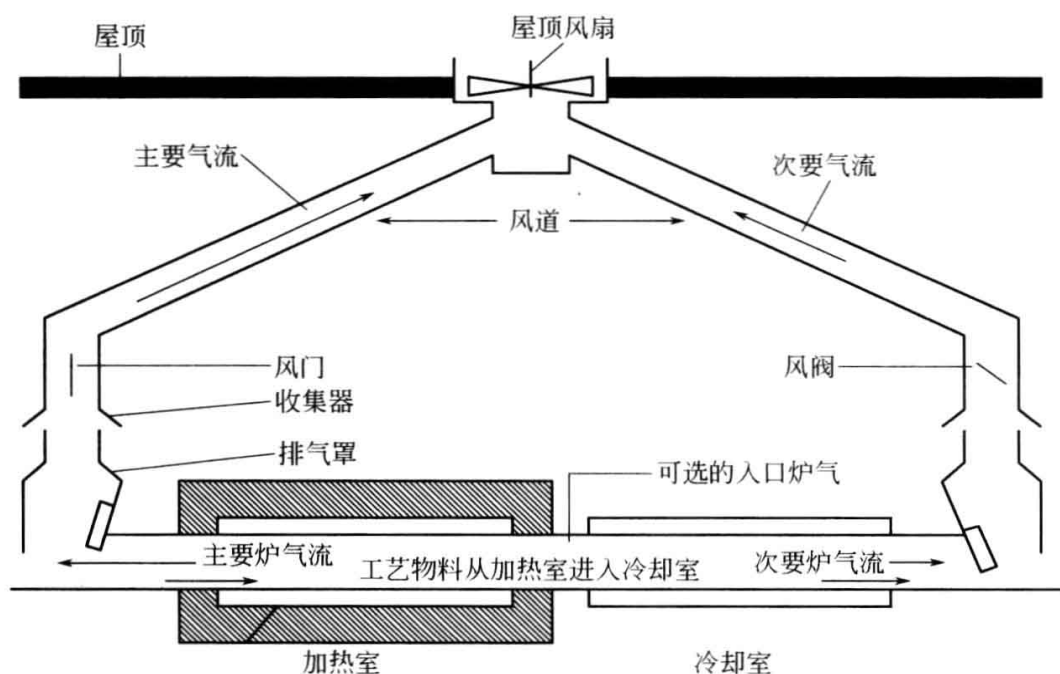 屋顶
屋顶风扇
主要气流
次要气流
风道
风门
风阀
收集器
排气罩
可选的入口炉气
主要炉气流
工艺物料从加热室进入冷却室
次要炉气流
加热室
冷却室